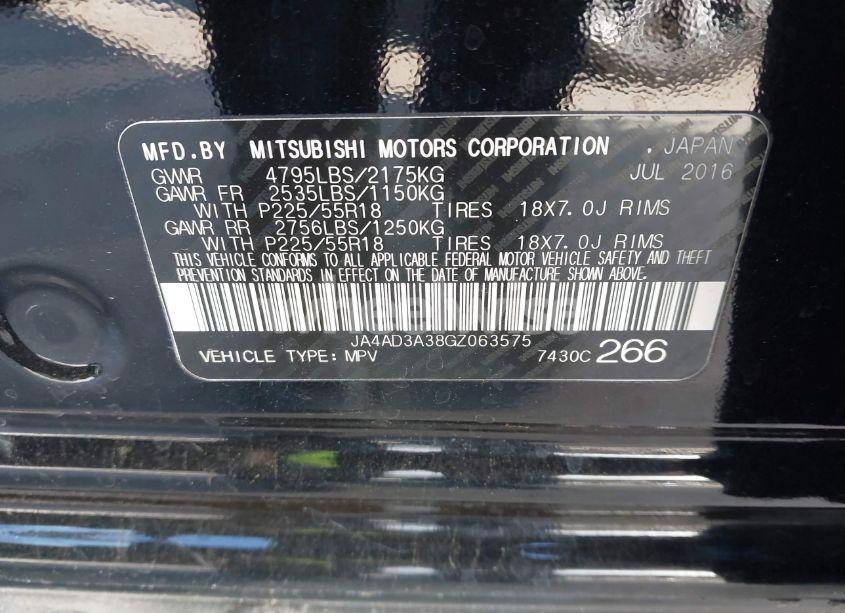 MFD.BY MITSUBISHI MOTORS CORPORATION . JAPAN
GVWR 4795LBS/2175KG JUL 2016
GAWR FR 2535LBS/1150KG
WITH P225/55R18 TIRES 18X7.0J RIMS
GAWR RR 2756LBS/1250KG
WITH P225/55R18 TIRES 18X7.0J RIMS
THIS VEHICLE CONFORMS TO ALL APPLICABLE FEDERAL MOTOR VEHICLE SAFETY AND THEFT
PREVENTION STANDARDS IN EFFECT ON THE DATE OF MANUFACTURE SHOWN ABOVE.
JA4AD3A38GZ063575
VEHICLE TYPE: MPV 7430C 266